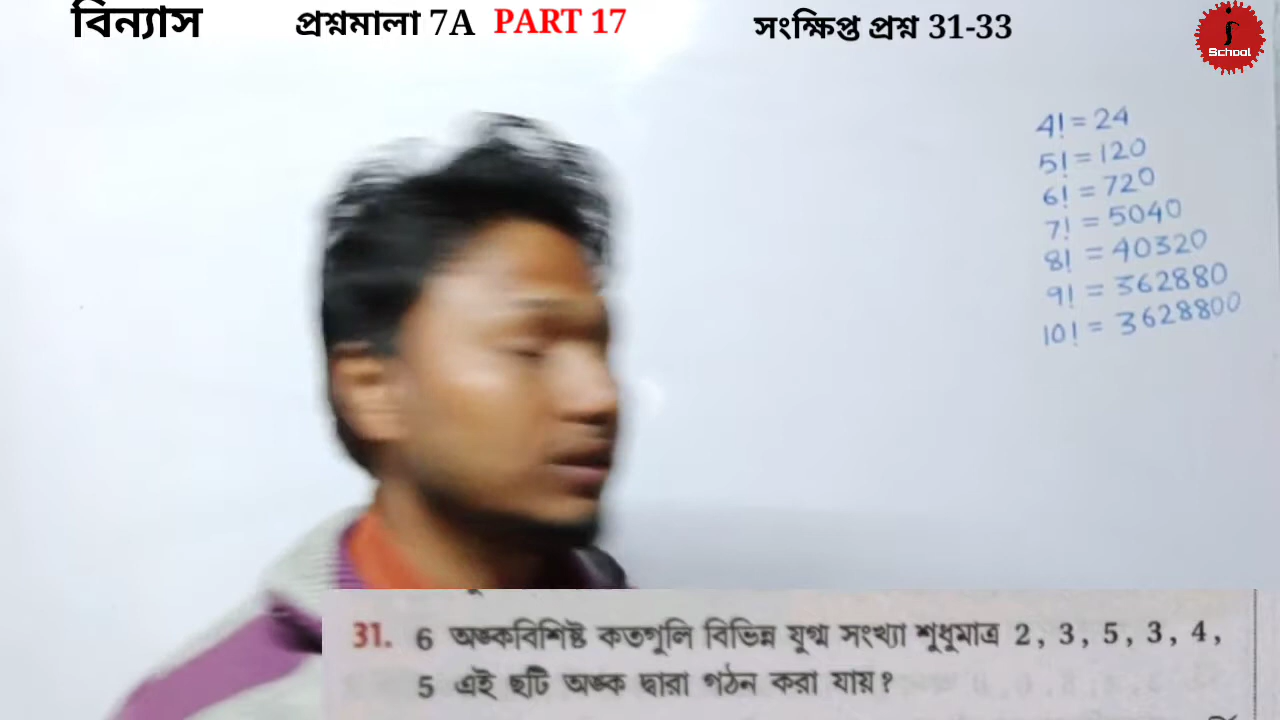 বিন্যাস প্রশ্নমালা 7A PART 17 সংক্ষিপ্ত প্রশ্ন 31-33
School
4! = 24
5! = 120
6! = 720
7! = 5040
8! = 40320
9! = 362880
10! = 3628800
31. 6 অঙ্কবিশিষ্ট কতগুলি বিভিন্ন যুগ্ম সংখ্যা শুধুমাত্র 2, 3, 5, 3, 4,
5 এই ছটি অঙ্ক দ্বারা গঠন করা যায়?